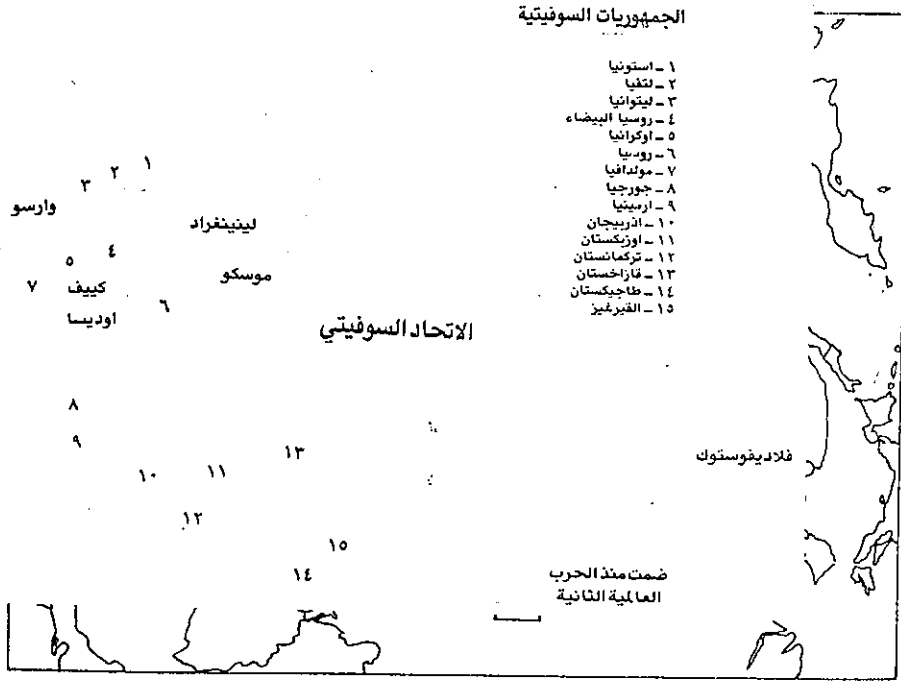 الجمهوريات السوفيتية
١ ـ استونيا
٢ ـ لتفيا
٣ ـ ليتوانيا
٤ ـ روسيا البيضاء
٥ ـ اوكرانيا
٦ ـ روسيا
٧ ـ مولدافيا
٨ ـ جورجيا
٩ ـ ارمينيا
١٠ ـ اذربيجان
١١ ـ اوزبكستان
١٢ ـ تركمانستان
١٣ ـ قازاخستان
١٤ ـ طاجيكستان
١٥ ـ القيرغيز
١
٢
٣
وارسو
لينينغراد
٤
٥
موسكو
كييف
٧
٦
اوديسا
الاتحاد السوفيتي
٨
٩
١٣
فلاديفوستوك
١١
١٠
١٢
١٥
١٤
ضمت منذ الحرب
العالمية الثانية